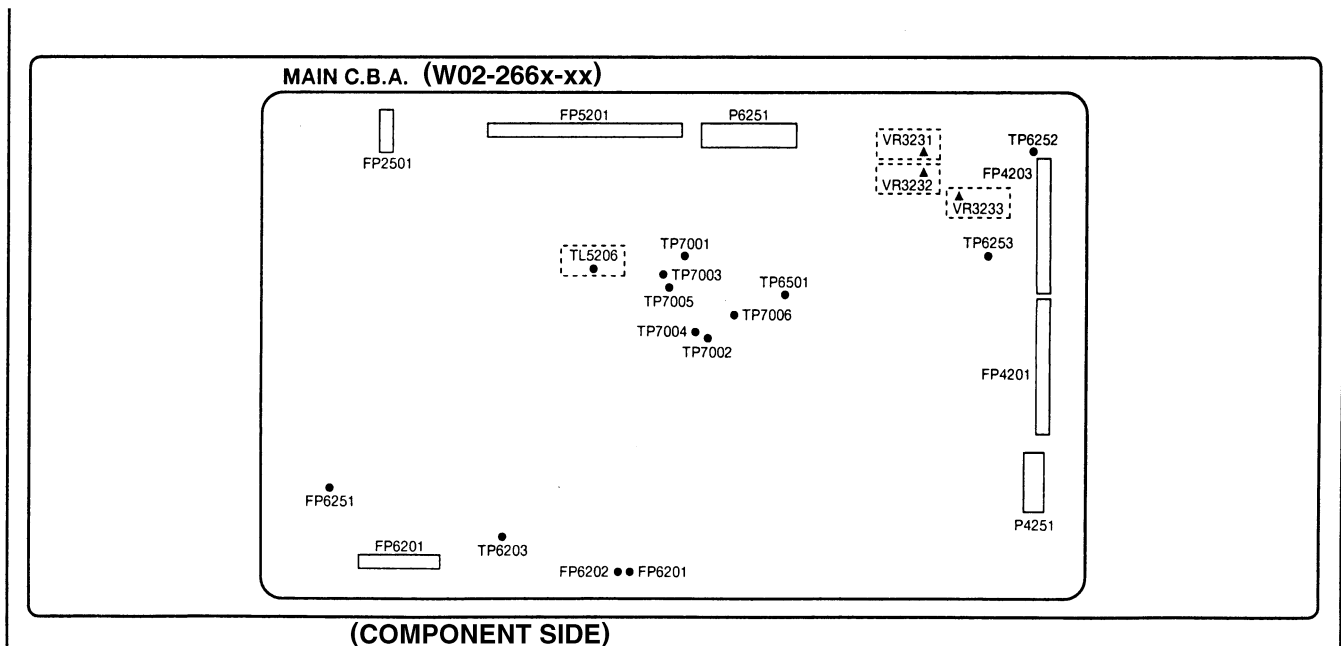 MAIN C.B.A. (W02-266x-xx)
FP5201
P6251
FP2501
VR3231
TP6252
FP4203
VR3232
VR3233
TP7001
TL5206
TP6253
TP7003
TP6501
TP7005
TP7006
TP7004
TP7002
FP4201
FP6251
P4251
FP6201
TP6203
FP6202
FP6201
(COMPONENT SIDE)